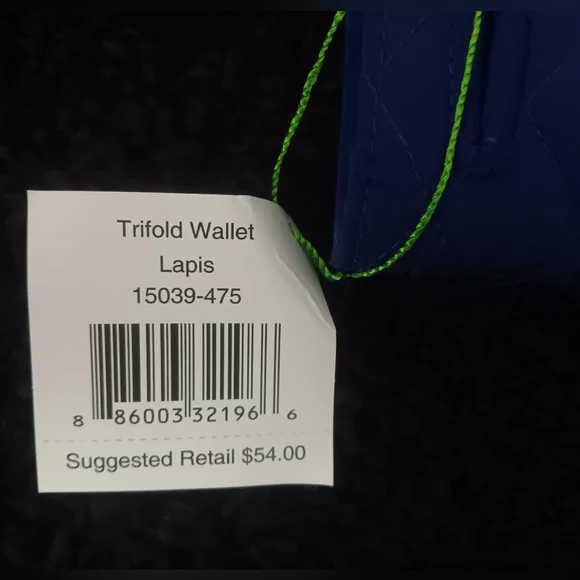 Trifold Wallet
Lapis
15039-475
8 86003 32196 6
Suggested Retail $54.00